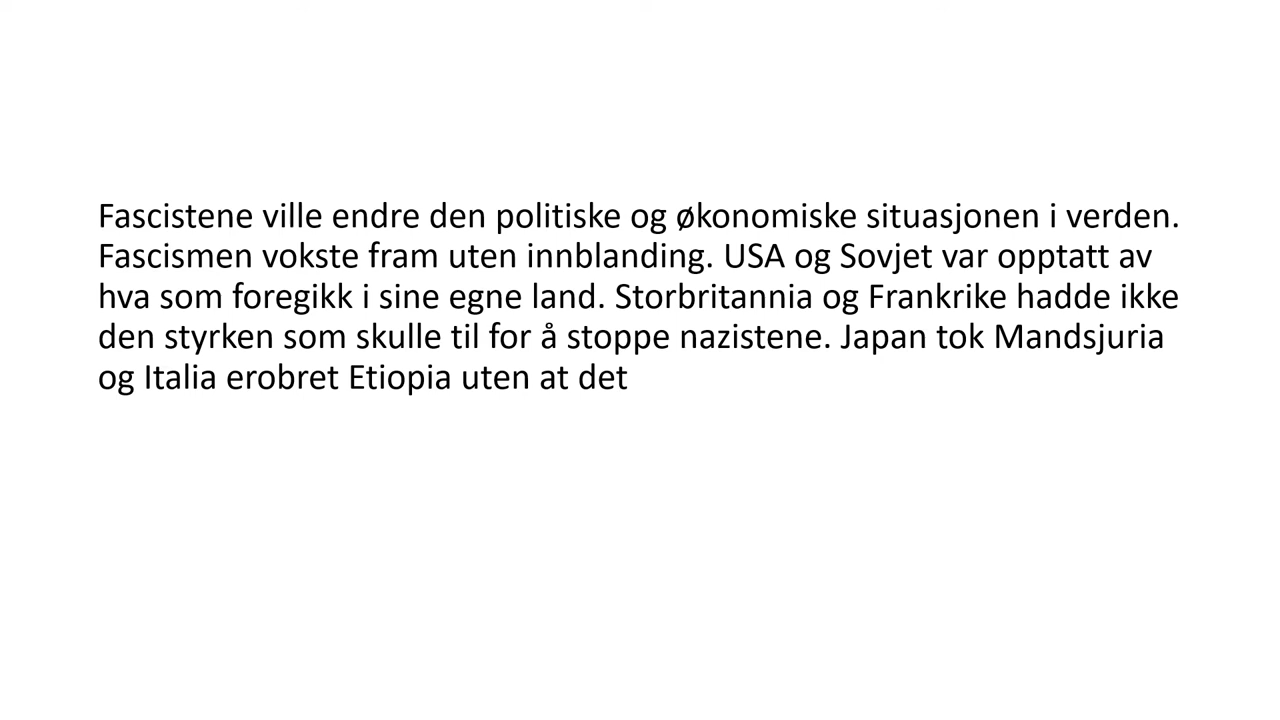 Fascistene ville endre den politiske og økonomiske situasjonen i verden.
Fascismen vokste fram uten innblanding. USA og Sovjet var opptatt av
hva som foregikk i sine egne land. Storbritannia og Frankrike hadde ikke
den styrken som skulle til for å stoppe nazistene. Japan tok Mandsjuria
og Italia erobret Etiopia uten at det